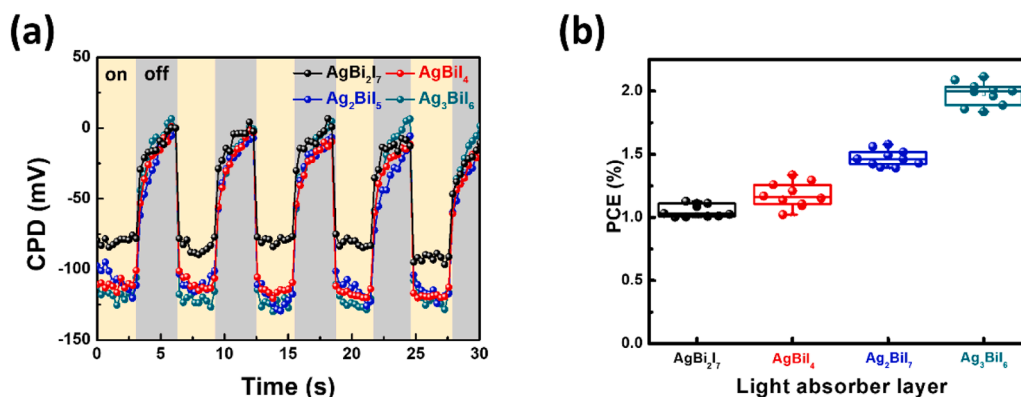 (a)
50
0
-50
-100
-150
CPD (mV)
on off
AgBi₂I₇ AgBiI₄
Ag₂BiI₅ Ag₃BiI₆
0 5 10 15 20 25 30
Time (s)
(b)
2.0
1.5
1.0
0.5
0.0
PCE (%)
AgBi₂I₇ AgBiI₄ Ag₂BiI₇ Ag₃BiI₆
Light absorber layer